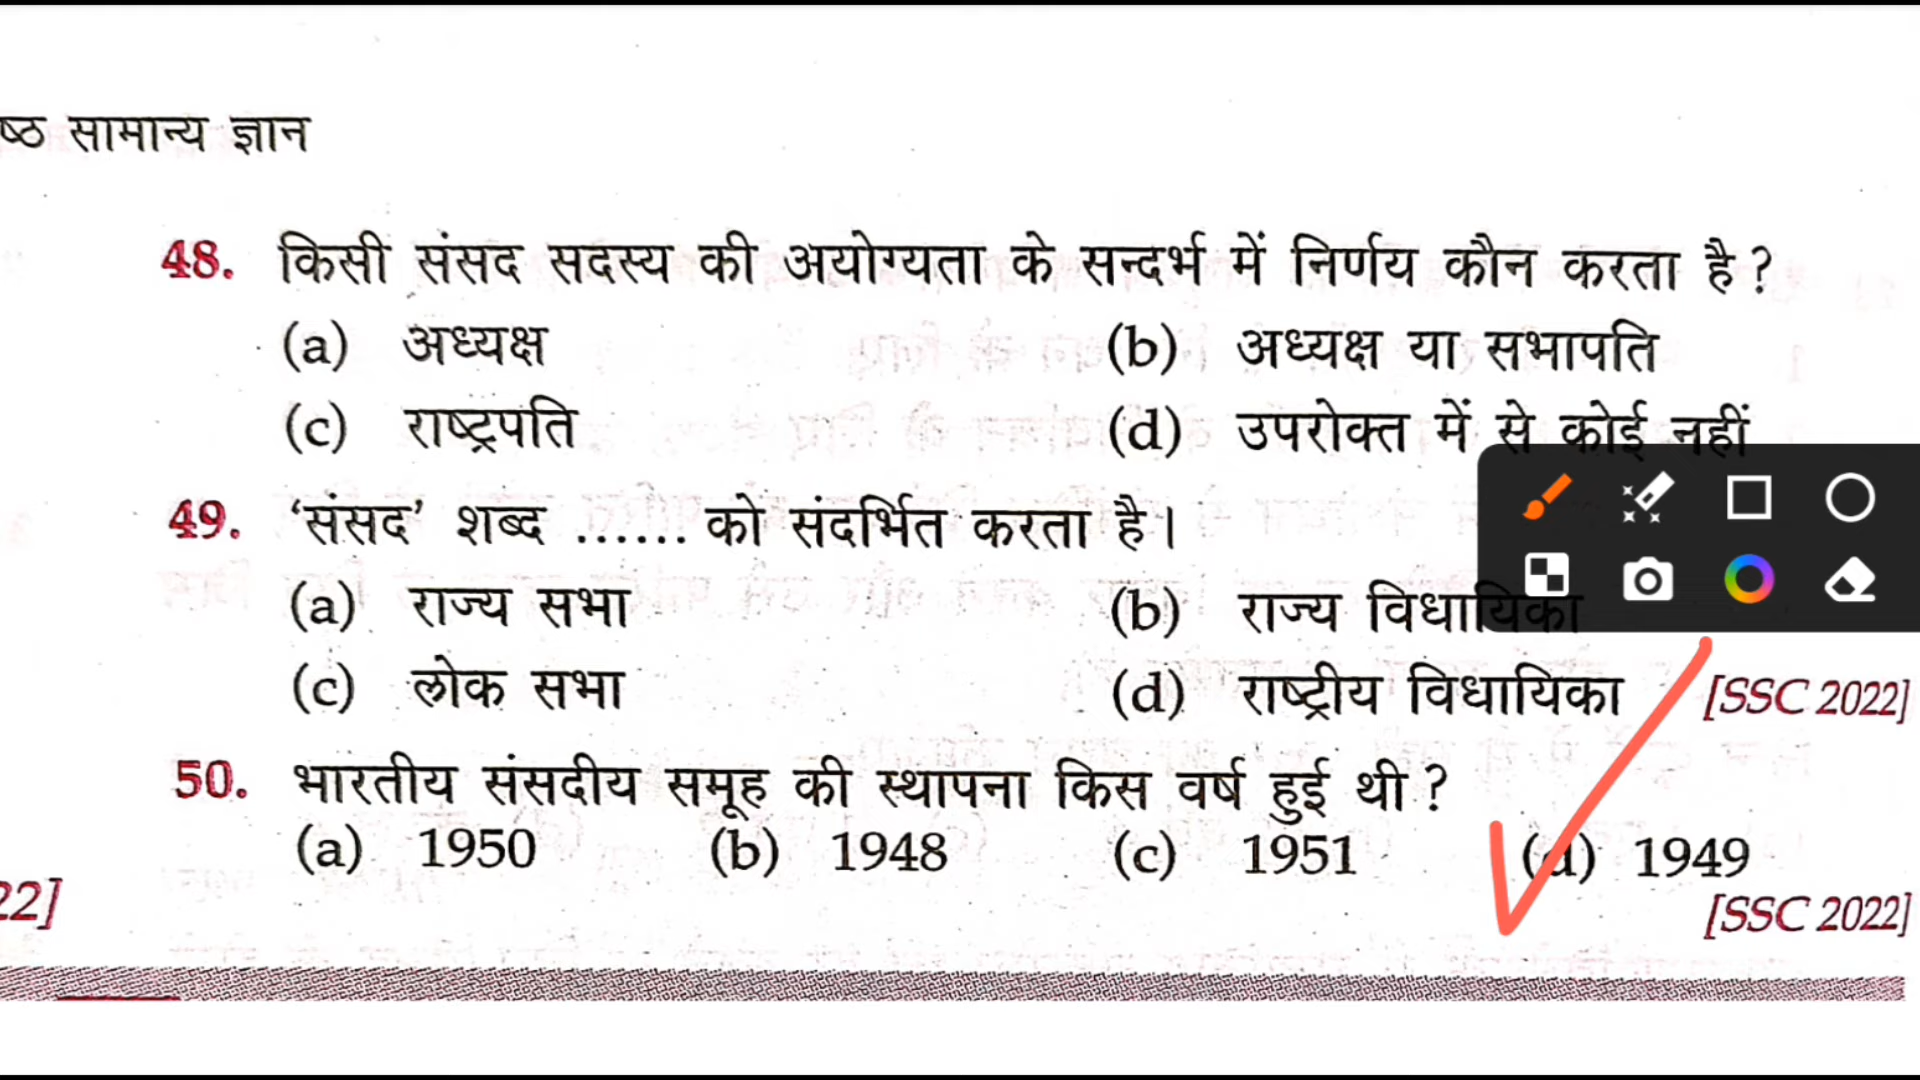 ष्ठ सामान्य ज्ञान
48. किसी संसद सदस्य की अयोग्यता के सन्दर्भ में निर्णय कौन करता है?
(a) अध्यक्ष (b) अध्यक्ष या सभापति
(c) राष्ट्रपति (d) उपरोक्त में से कोई नहीं
49. ‘संसद’ शब्द ...... को संदर्भित करता है।
(a) राज्य सभा (b) राज्य विधायिका
(c) लोक सभा (d) राष्ट्रीय विधायिका [SSC 2022]
50. भारतीय संसदीय समूह की स्थापना किस वर्ष हुई थी?
(a) 1950 (b) 1948 (c) 1951 (d) 1949
22] [SSC 2022]